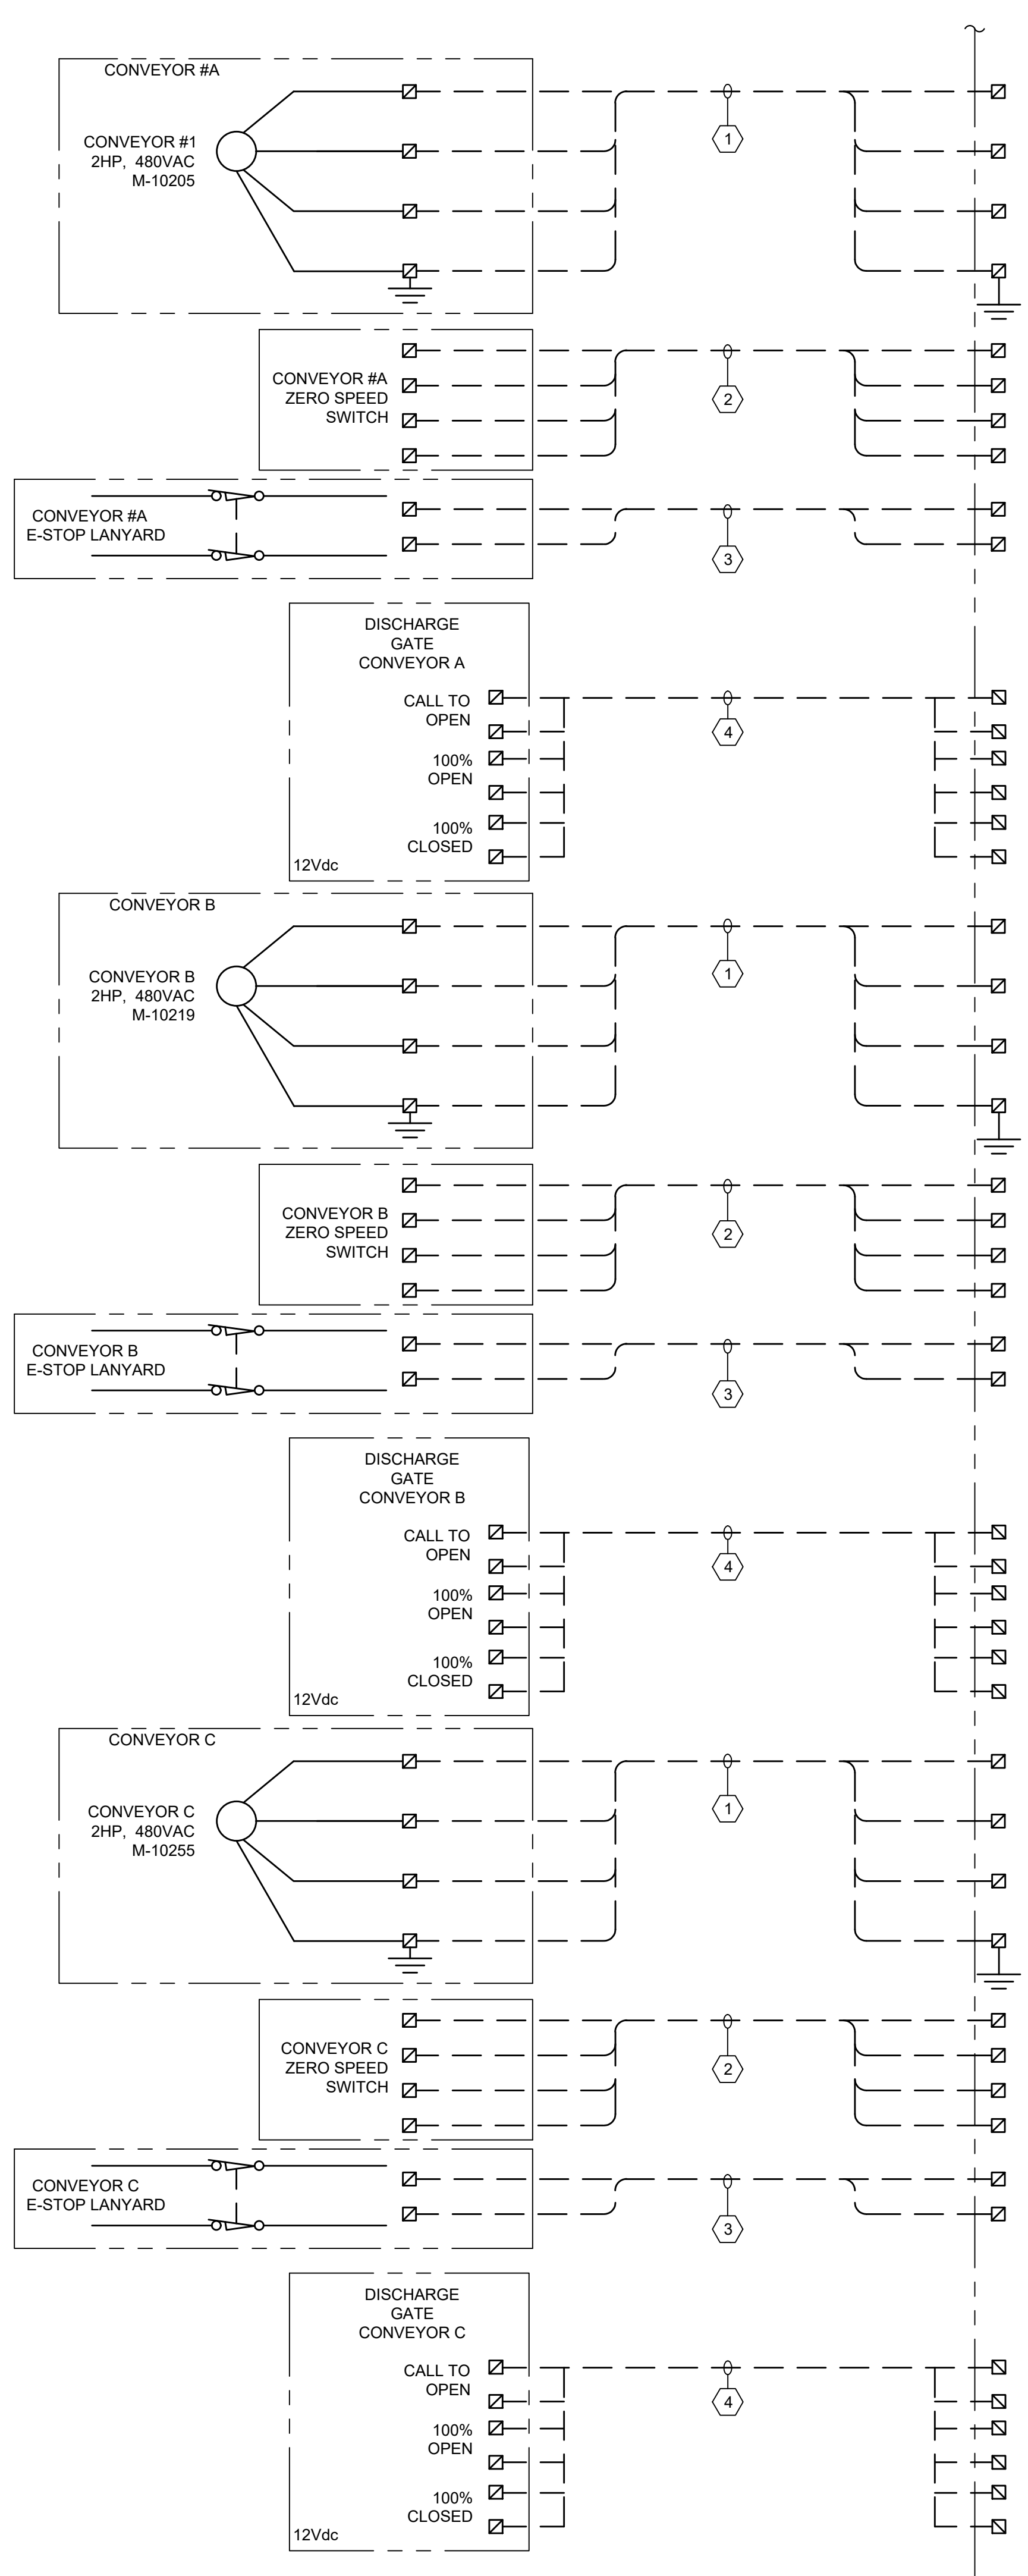 CONVEYOR #A
CONVEYOR #1
2HP, 480VAC
M-10205
1
CONVEYOR #A
ZERO SPEED
SWITCH
2
CONVEYOR #A
E-STOP LANYARD
3
DISCHARGE
GATE
CONVEYOR A
CALL TO
OPEN
100%
OPEN
100%
CLOSED
12Vdc
4
CONVEYOR B
CONVEYOR B
2HP, 480VAC
M-10219
1
CONVEYOR B
ZERO SPEED
SWITCH
2
CONVEYOR B
E-STOP LANYARD
3
DISCHARGE
GATE
CONVEYOR B
CALL TO
OPEN
100%
OPEN
100%
CLOSED
12Vdc
4
CONVEYOR C
CONVEYOR C
2HP, 480VAC
M-10255
1
CONVEYOR C
ZERO SPEED
SWITCH
2
CONVEYOR C
E-STOP LANYARD
3
DISCHARGE
GATE
CONVEYOR C
CALL TO
OPEN
100%
OPEN
100%
CLOSED
12Vdc
4